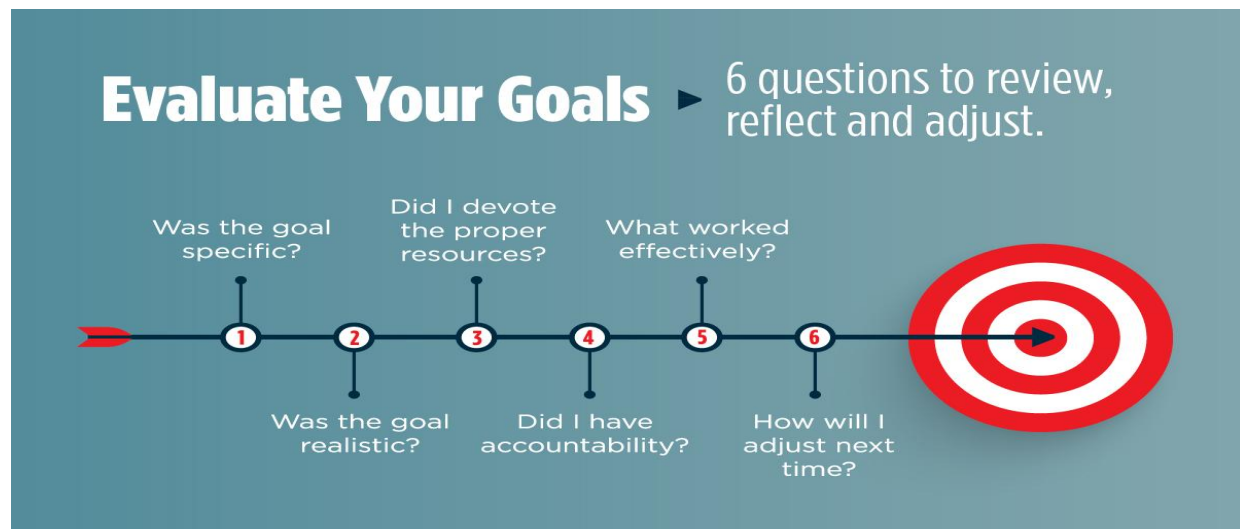 Evaluate Your Goals
6 questions to review,
reflect and adjust.
Was the goal
specific?
Did I devote
the proper
resources?
What worked
effectively?
1
2
3
4
5
6
Was the goal
realistic?
Did I have
accountability?
How will I
adjust next
time?